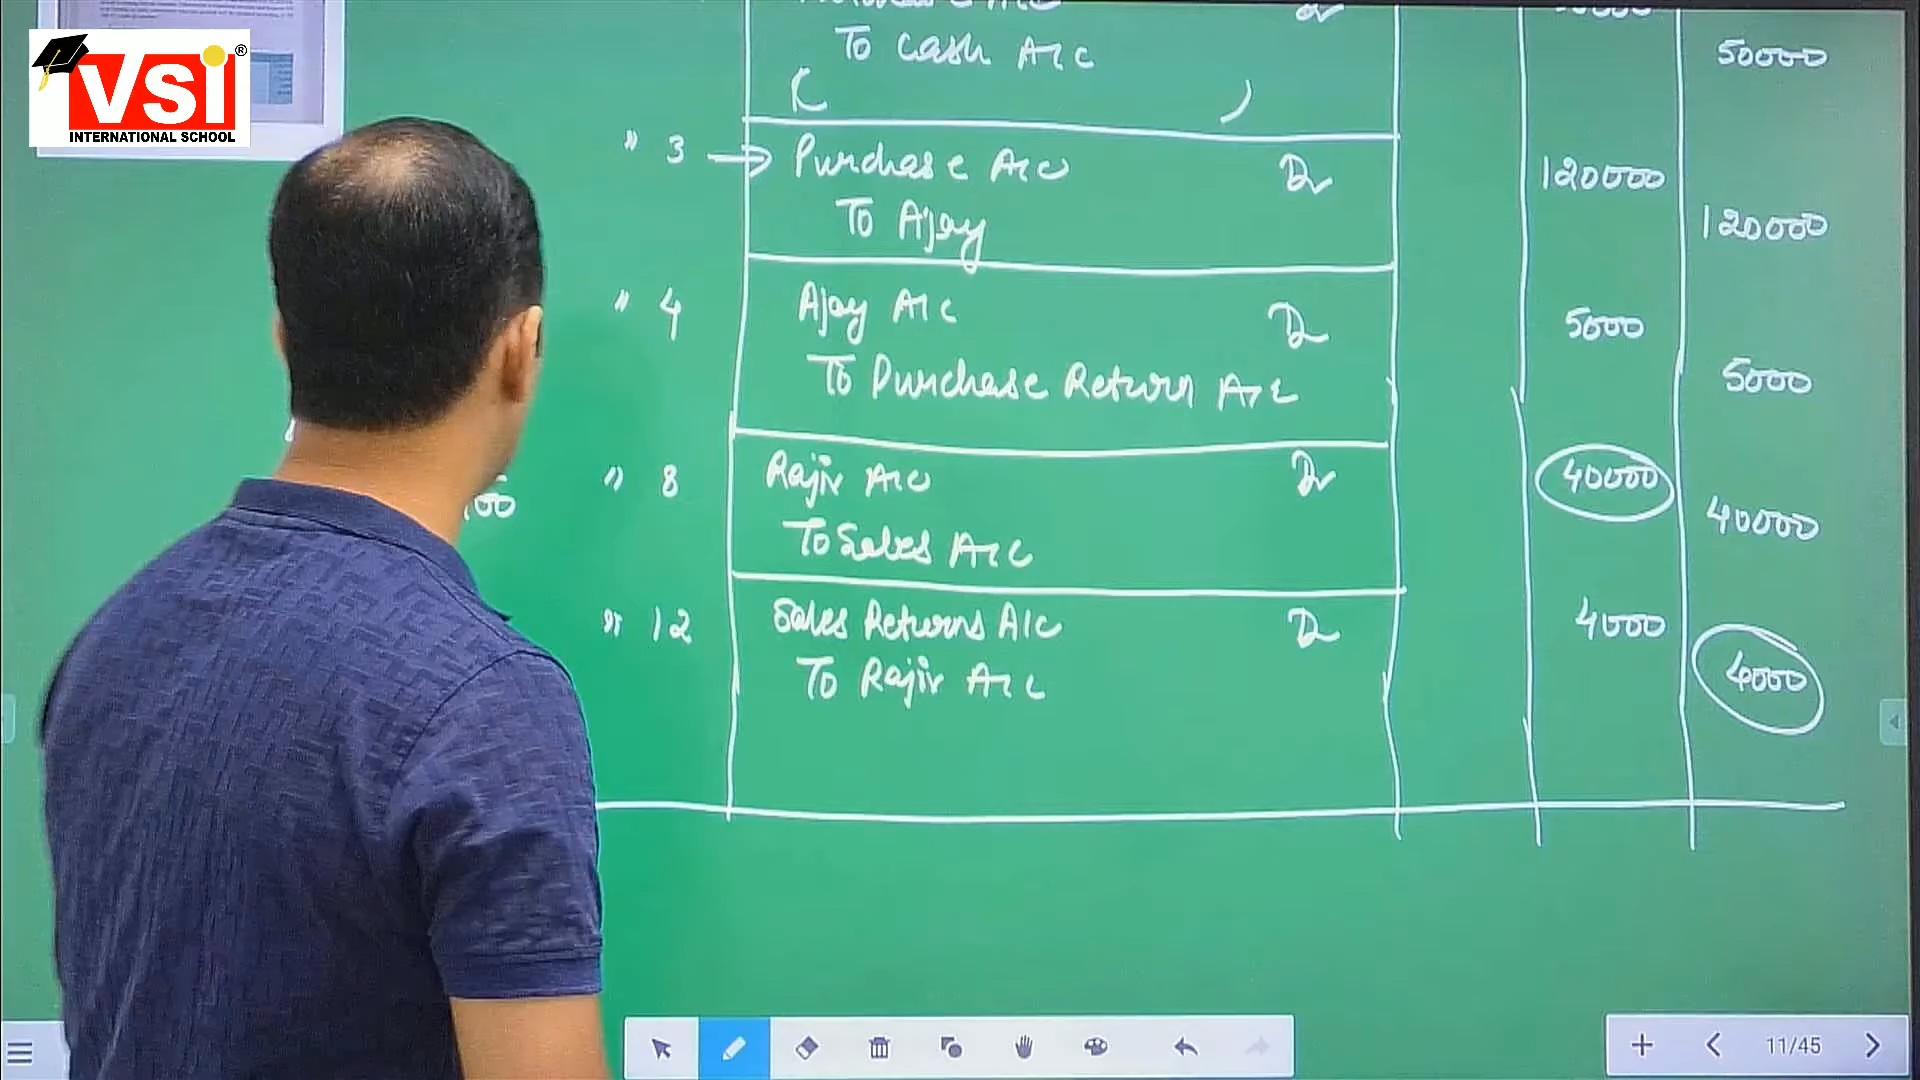 VSI®
INTERNATIONAL SCHOOL
To Cash A/c 50000
( )
" 3 → Purchase A/c Dr 120000
To Ajay 120000
" 4 Ajay A/c Dr 5000
To Purchase Return A/c 5000
" 8 Rajiv A/c Dr 40000
To Sales A/c 40000
" 12 Sales Returns A/c Dr 4000
To Rajiv A/c 4000
11/45